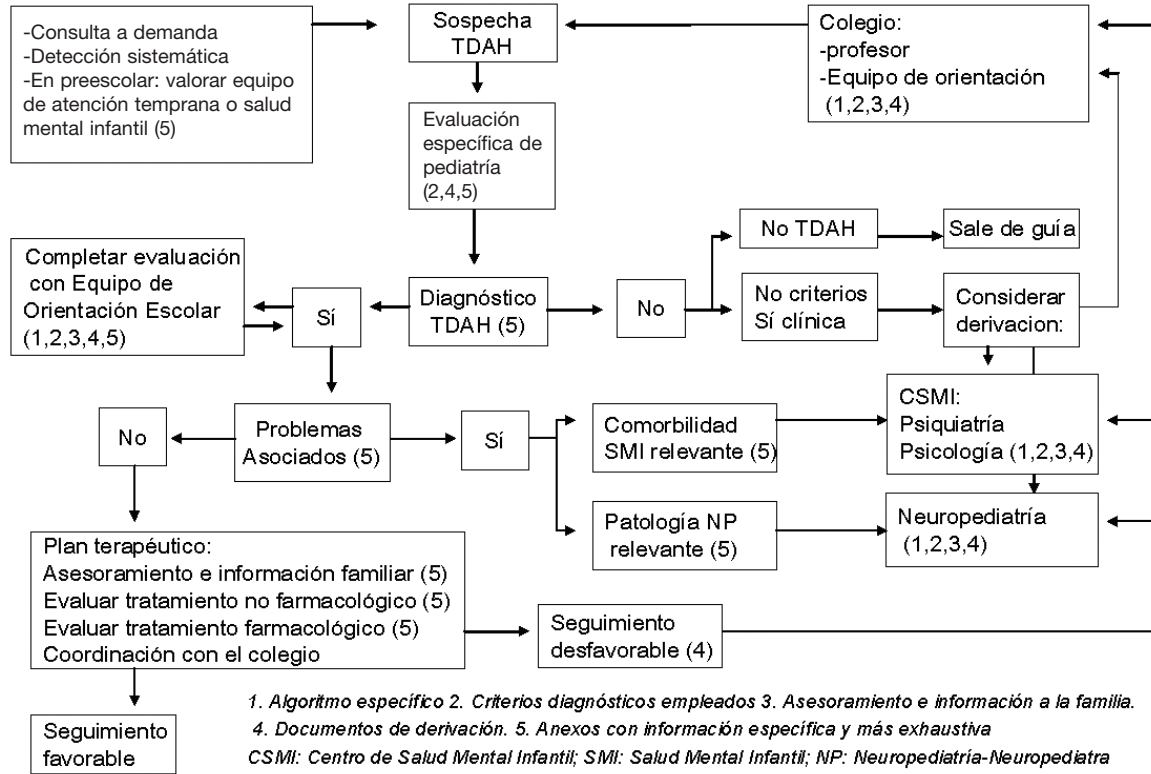 -Consulta a demanda
-Detección sistemática
-En preescolar: valorar equipo
de atención temprana o salud
mental infantil (5)
Sospecha
TDAH
Colegio:
-profesor
-Equipo de orientación
(1,2,3,4)
Evaluación
específica de
pediatría
(2,4,5)
No TDAH
Sale de guía
Completar evaluación
con Equipo de
Orientación Escolar
(1,2,3,4,5)
Sí
Diagnóstico
TDAH (5)
No
No criterios
Sí clínica
Considerar
derivacion:
No
Problemas
Asociados (5)
Sí
Comorbilidad
SMI relevante (5)
CSMI:
Psiquiatría
Psicología (1,2,3,4)
Patología NP
relevante (5)
Neuropediatría
(1,2,3,4)
Plan terapéutico:
Asesoramiento e información familiar (5)
Evaluar tratamiento no farmacológico (5)
Evaluar tratamiento farmacológico (5)
Coordinación con el colegio
Seguimiento
desfavorable (4)
Seguimiento
favorable
1. Algoritmo específico 2. Criterios diagnósticos empleados 3. Asesoramiento e información a la familia.
4. Documentos de derivación. 5. Anexos con información específica y más exhaustiva
CSMI: Centro de Salud Mental Infantil; SMI: Salud Mental Infantil; NP: Neuropediatría-Neuropediatra